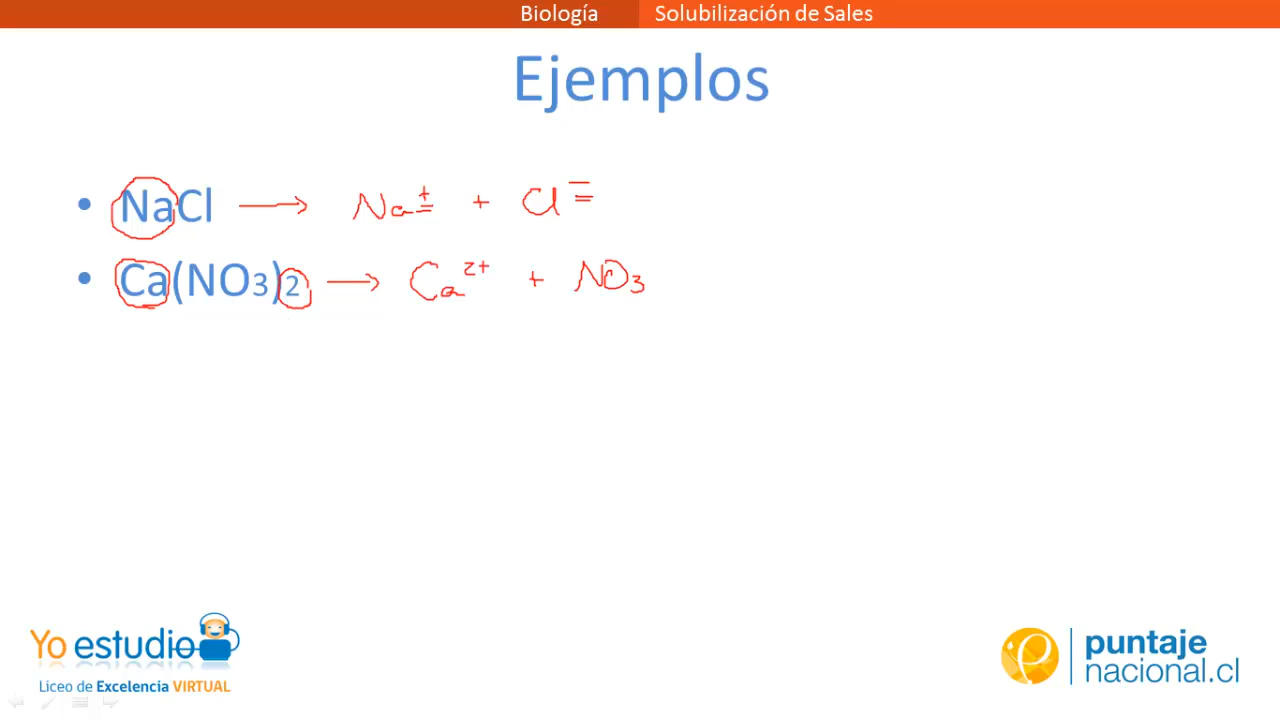 Biología Solubilización de Sales
Ejemplos
• NaCl → Na⁺ + Cl⁻
• Ca(NO3)2 → Ca²⁺ + NO3
Yo estudio
Liceo de Excelencia VIRTUAL
puntaje
nacional.cl